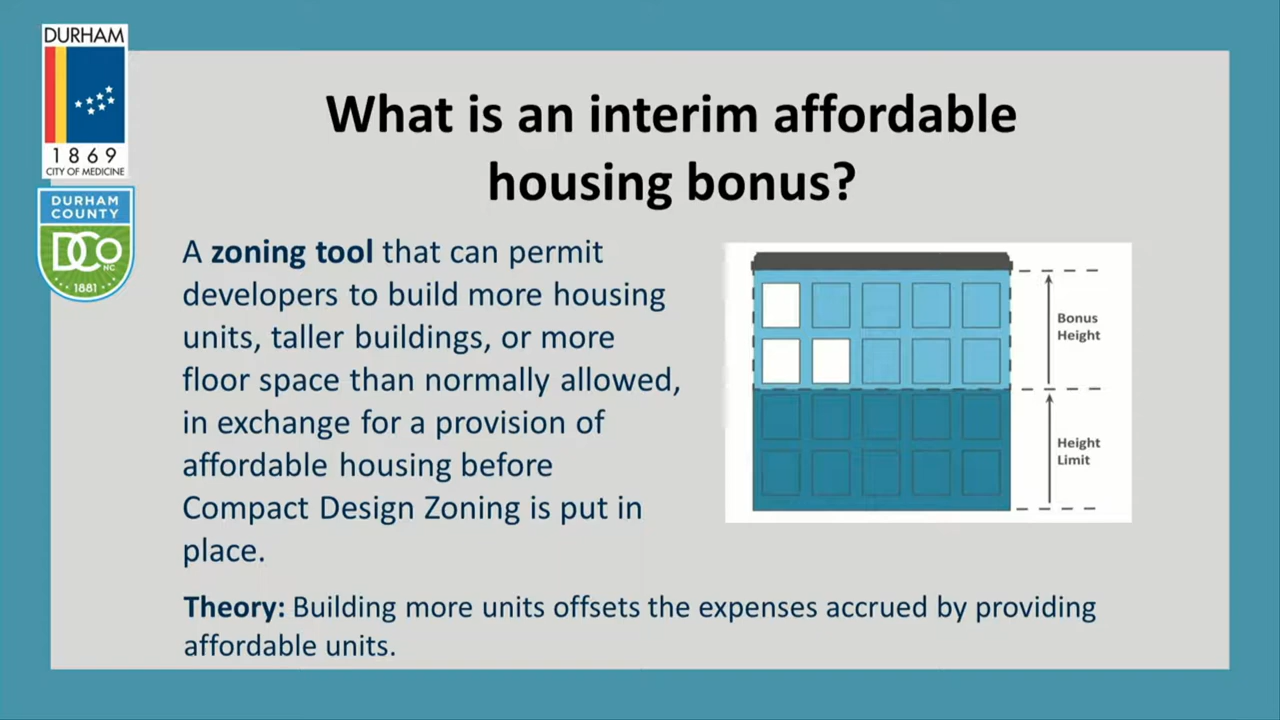 DURHAM
1869
CITY OF MEDICINE
DURHAM
COUNTY
DCO
NC
1881
What is an interim affordable
housing bonus?
A zoning tool that can permit
developers to build more housing
units, taller buildings, or more
floor space than normally allowed,
in exchange for a provision of
affordable housing before
Compact Design Zoning is put in
place.
Bonus
Height
Height
Limit
Theory: Building more units offsets the expenses accrued by providing
affordable units.